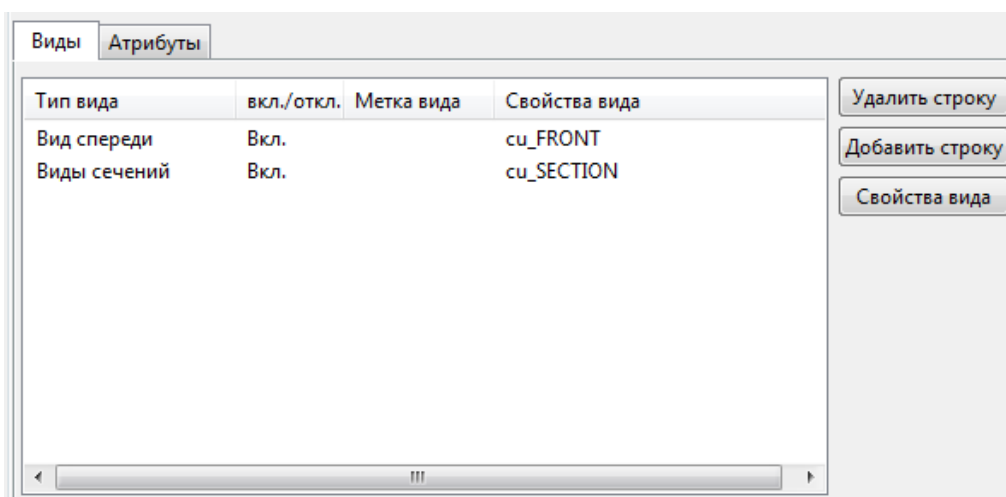 Виды Атрибуты
Тип вида вкл./откл. Метка вида Свойства вида
Вид спереди Вкл. cu_FRONT
Виды сечений Вкл. cu_SECTION
Удалить строку
Добавить строку
Свойства вида